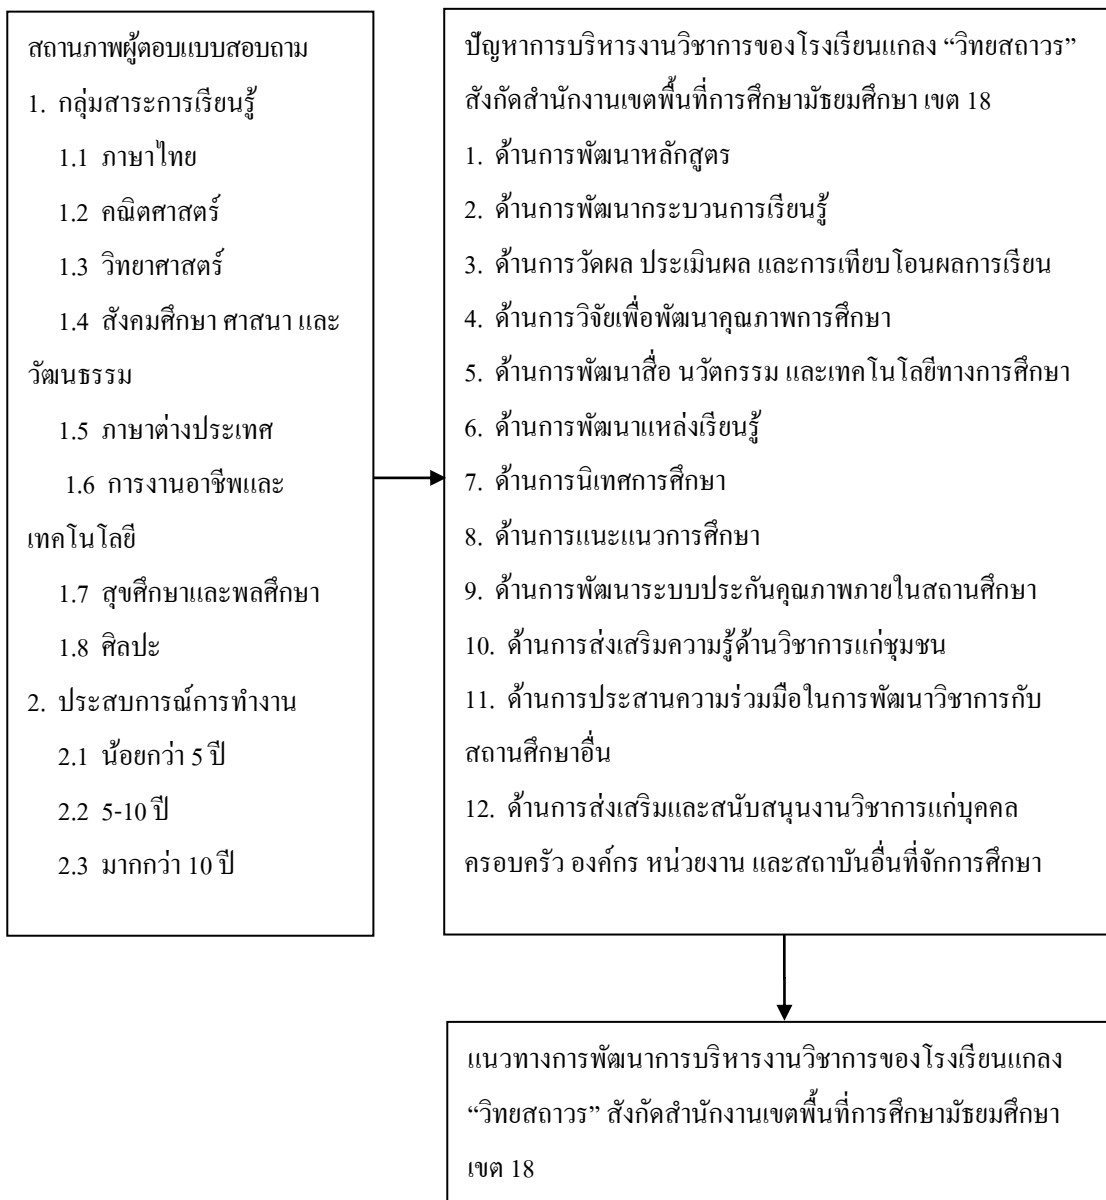 สถานภาพผู้ตอบแบบสอบถาม
1. กลุ่มสาระการเรียนรู้
1.1 ภาษาไทย
1.2 คณิตศาสตร์
1.3 วิทยาศาสตร์
1.4 สังคมศึกษา ศาสนา และ
วัฒนธรรม
1.5 ภาษาต่างประเทศ
1.6 การงานอาชีพและ
เทคโนโลยี
1.7 สุขศึกษาและพลศึกษา
1.8 ศิลปะ
2. ประสบการณ์การทำงาน
2.1 น้อยกว่า 5 ปี
2.2 5-10 ปี
2.3 มากกว่า 10 ปี
ปัญหาการบริหารงานวิชาการของโรงเรียนแกลง “วิทยสถาวร”
สังกัดสำนักงานเขตพื้นที่การศึกษามัธยมศึกษา เขต 18
1. ด้านการพัฒนาหลักสูตร
2. ด้านการพัฒนากระบวนการเรียนรู้
3. ด้านการวัดผล ประเมินผล และการเทียบโอนผลการเรียน
4. ด้านการวิจัยเพื่อพัฒนาคุณภาพการศึกษา
5. ด้านการพัฒนาสื่อ นวัตกรรม และเทคโนโลยีทางการศึกษา
6. ด้านการพัฒนาแหล่งเรียนรู้
7. ด้านการนิเทศการศึกษา
8. ด้านการแนะแนวการศึกษา
9. ด้านการพัฒนาระบบประกันคุณภาพภายในสถานศึกษา
10. ด้านการส่งเสริมความรู้ด้านวิชาการแก่ชุมชน
11. ด้านการประสานความร่วมมือในการพัฒนาวิชาการกับ
สถานศึกษาอื่น
12. ด้านการส่งเสริมและสนับสนุนงานวิชาการแก่บุคคล
ครอบครัว องค์กร หน่วยงาน และสถาบันอื่นที่จักการศึกษา
แนวทางการพัฒนาการบริหารงานวิชาการของโรงเรียนแกลง
“วิทยสถาวร” สังกัดสำนักงานเขตพื้นที่การศึกษามัธยมศึกษา
เขต 18